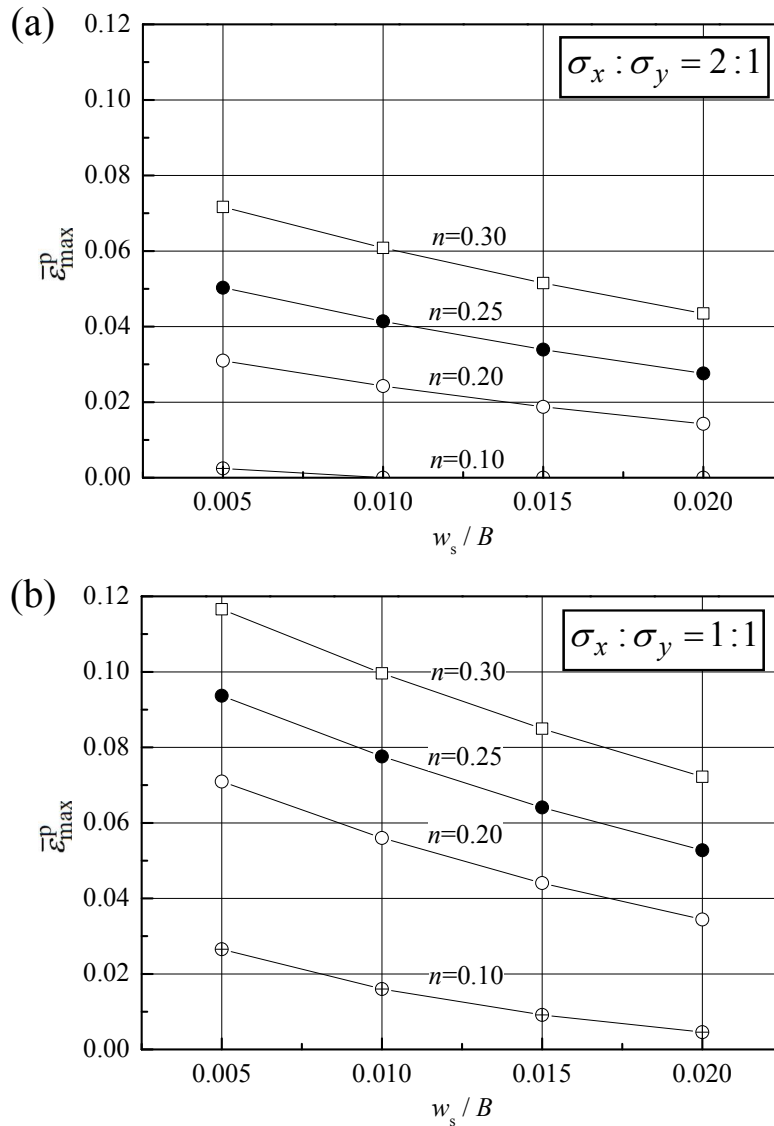 (a)
0.12
σx : σy = 2 : 1
0.10
0.08
n=0.30
ε̄pmax
0.06
n=0.25
0.04
n=0.20
0.02
n=0.10
0.00
0.005 0.010 0.015 0.020
ws / B
(b)
0.12
σx : σy = 1 : 1
0.10
n=0.30
0.08
n=0.25
ε̄pmax
0.06
n=0.20
0.04
0.02
n=0.10
0.00
0.005 0.010 0.015 0.020
ws / B